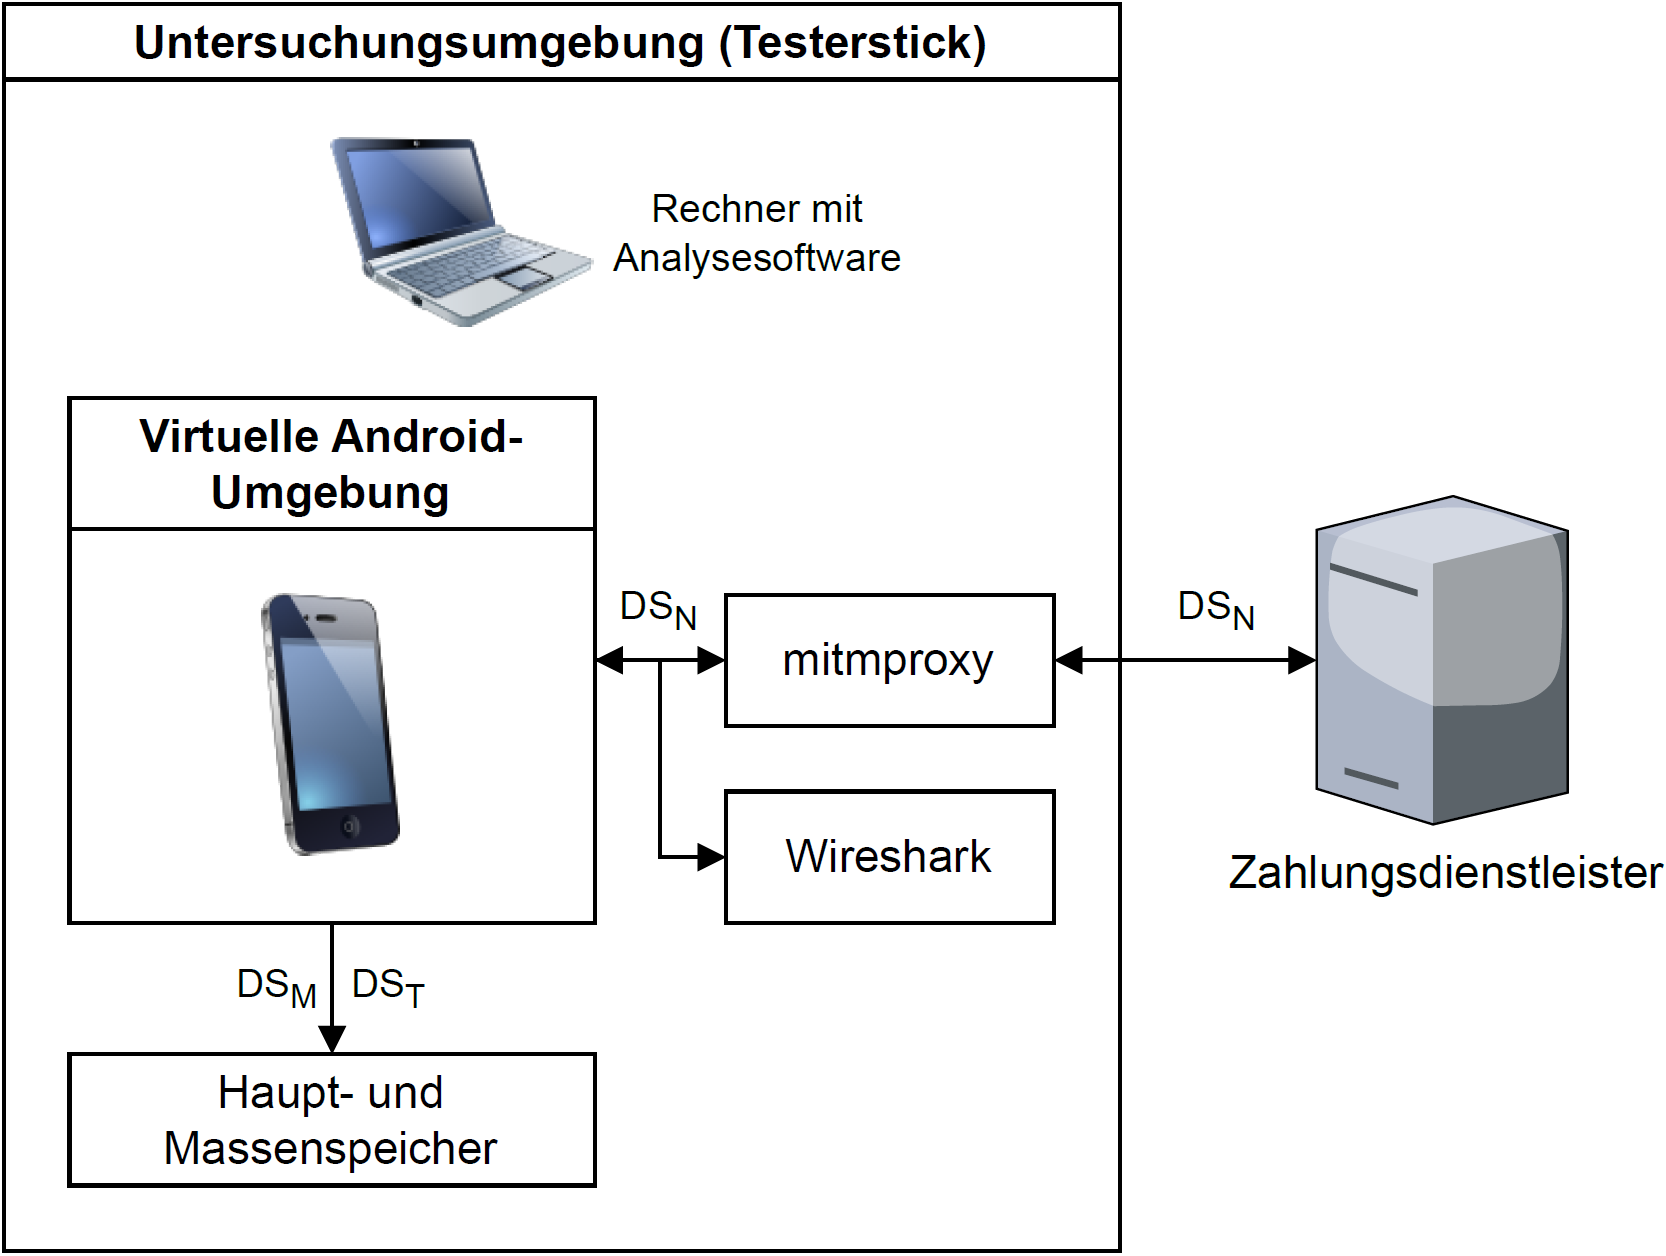 Untersuchungsumgebung (Testerstick)
Rechner mit
Analysesoftware
Virtuelle Android-
Umgebung
DSN
DSN
mitmproxy
Wireshark
Zahlungsdienstleister
DSM DST
Haupt- und
Massenspeicher